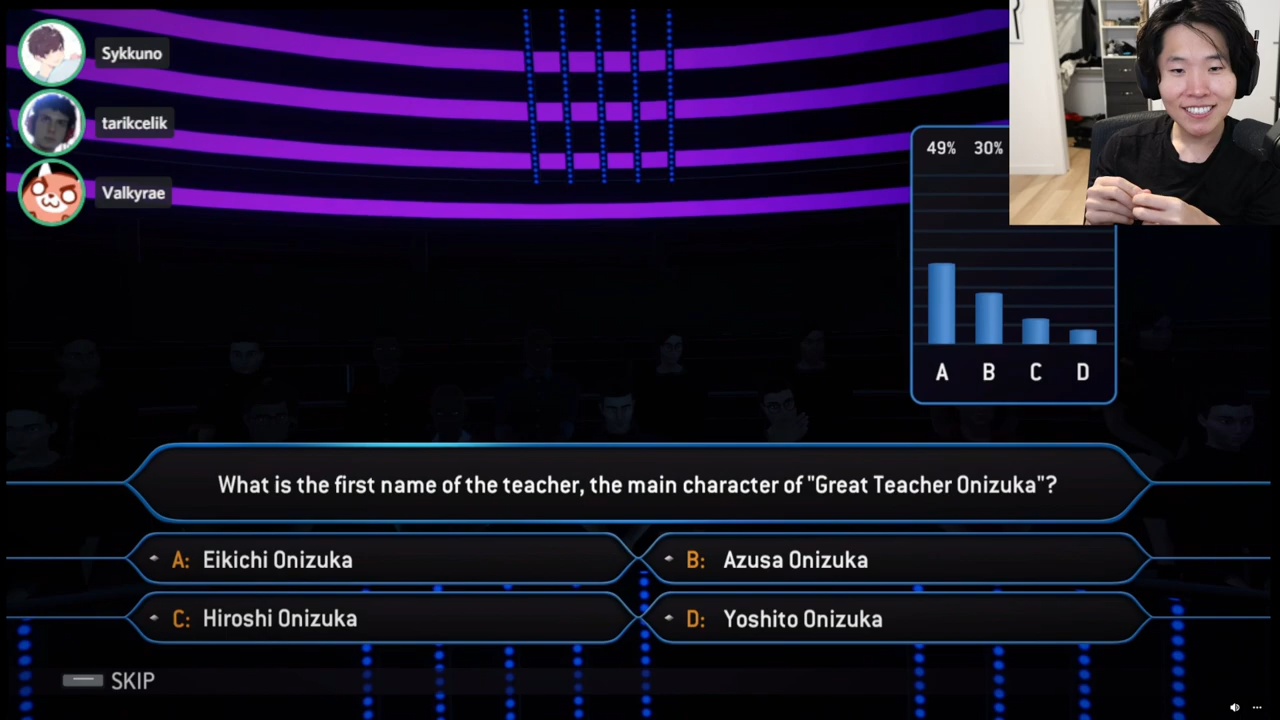 Sykkuno
tarikcelik
Valkyrae
49% 30%
A B C D
What is the first name of the teacher, the main character of "Great Teacher Onizuka"?
A: Eikichi Onizuka
B: Azusa Onizuka
C: Hiroshi Onizuka
D: Yoshito Onizuka
SKIP